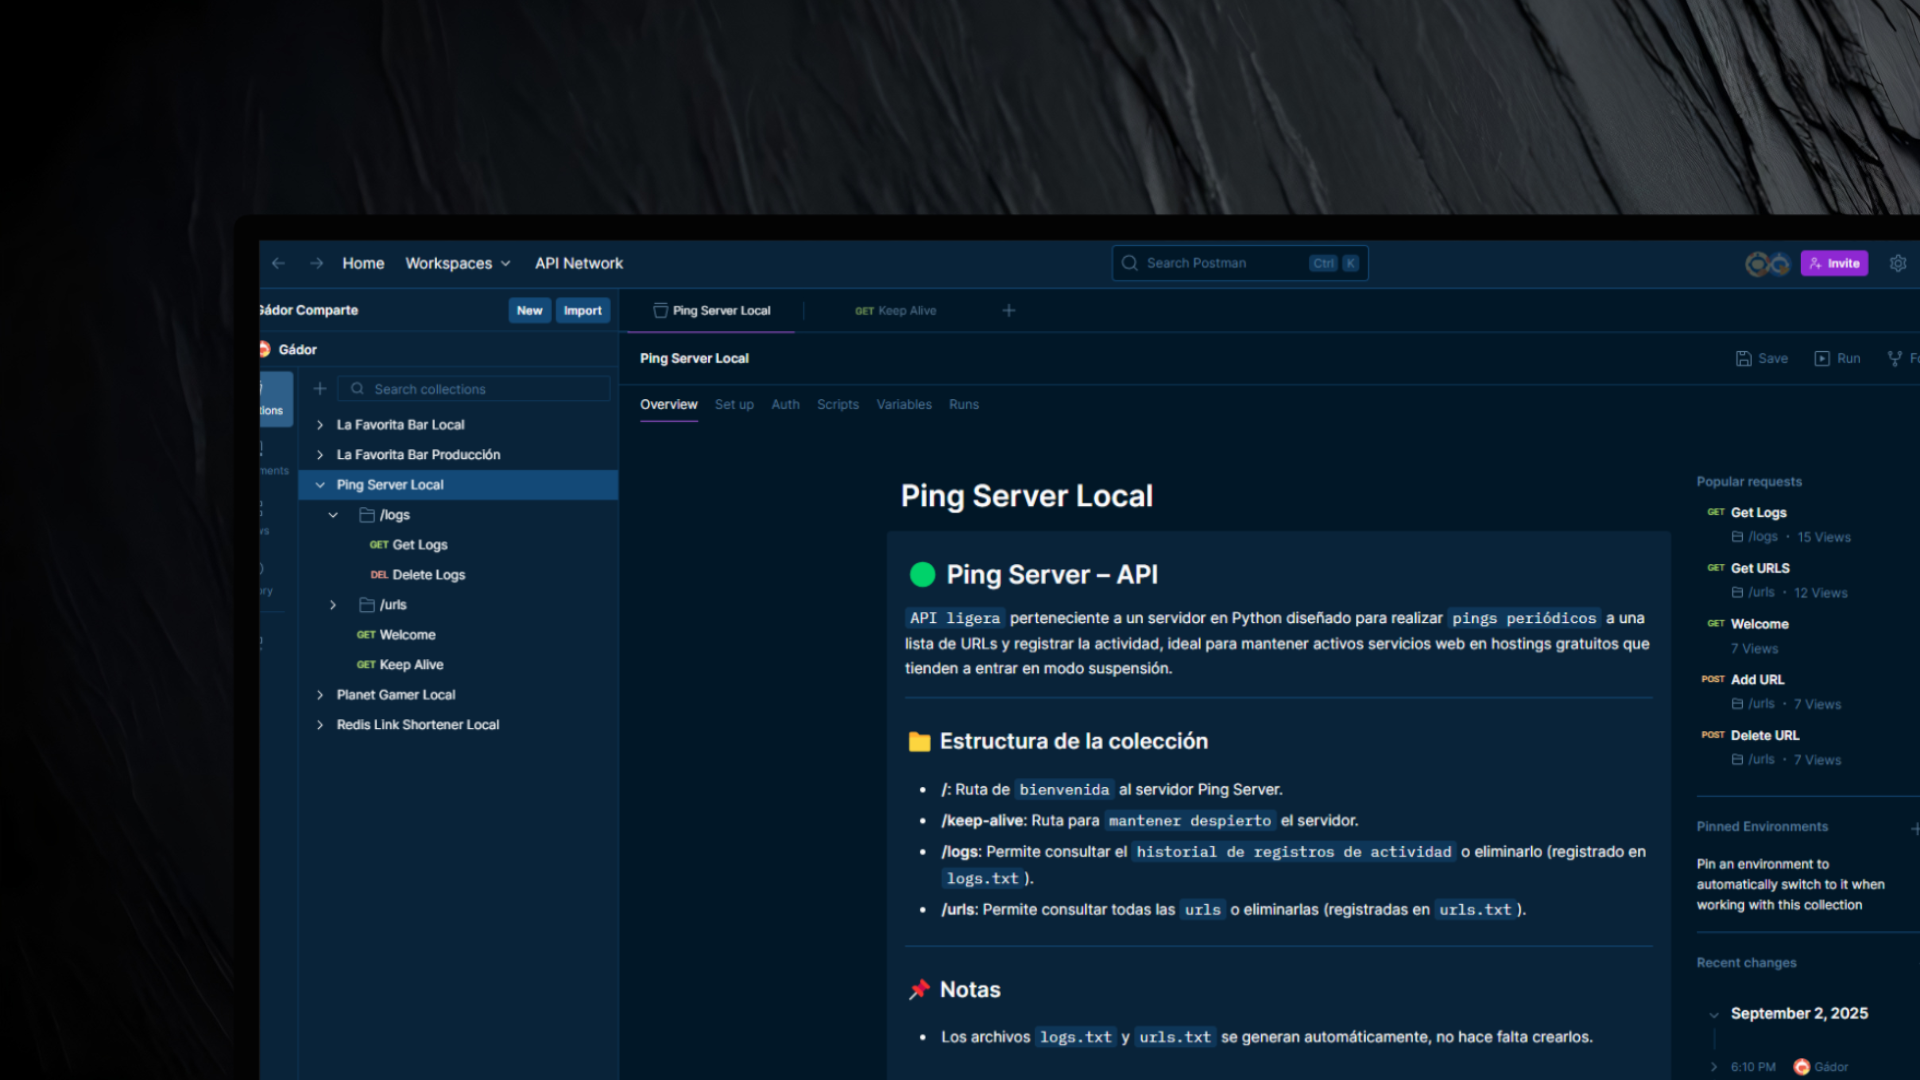 Home Workspaces API Network
Search Postman Ctrl K
Invite
Gádor Comparte New Import
Ping Server Local GET Keep Alive
Gádor
Ping Server Local
Save Run
Search collections
Overview Set up Auth Scripts Variables Runs
La Favorita Bar Local
La Favorita Bar Producción
Ping Server Local
/logs
GET Get Logs
DEL Delete Logs
/urls
GET Welcome
GET Keep Alive
Planet Gamer Local
Redis Link Shortener Local
Ping Server Local
Ping Server – API
API ligera perteneciente a un servidor en Python diseñado para realizar pings periódicos a una
lista de URLs y registrar la actividad, ideal para mantener activos servicios web en hostings gratuitos que
tienden a entrar en modo suspensión.
Estructura de la colección
• /: Ruta de bienvenida al servidor Ping Server.
• /keep-alive: Ruta para mantener despierto el servidor.
• /logs: Permite consultar el historial de registros de actividad o eliminarlo (registrado en
logs.txt ).
• /urls: Permite consultar todas las urls o eliminarlas (registradas en urls.txt ).
Notas
• Los archivos logs.txt y urls.txt se generan automáticamente, no hace falta crearlos.
Popular requests
GET Get Logs
/logs • 15 Views
GET Get URLS
/urls • 12 Views
GET Welcome
7 Views
POST Add URL
/urls • 7 Views
POST Delete URL
/urls • 7 Views
Pinned Environments
Pin an environment to
automatically switch to it when
working with this collection
Recent changes
September 2, 2025
6:10 PM Gádor